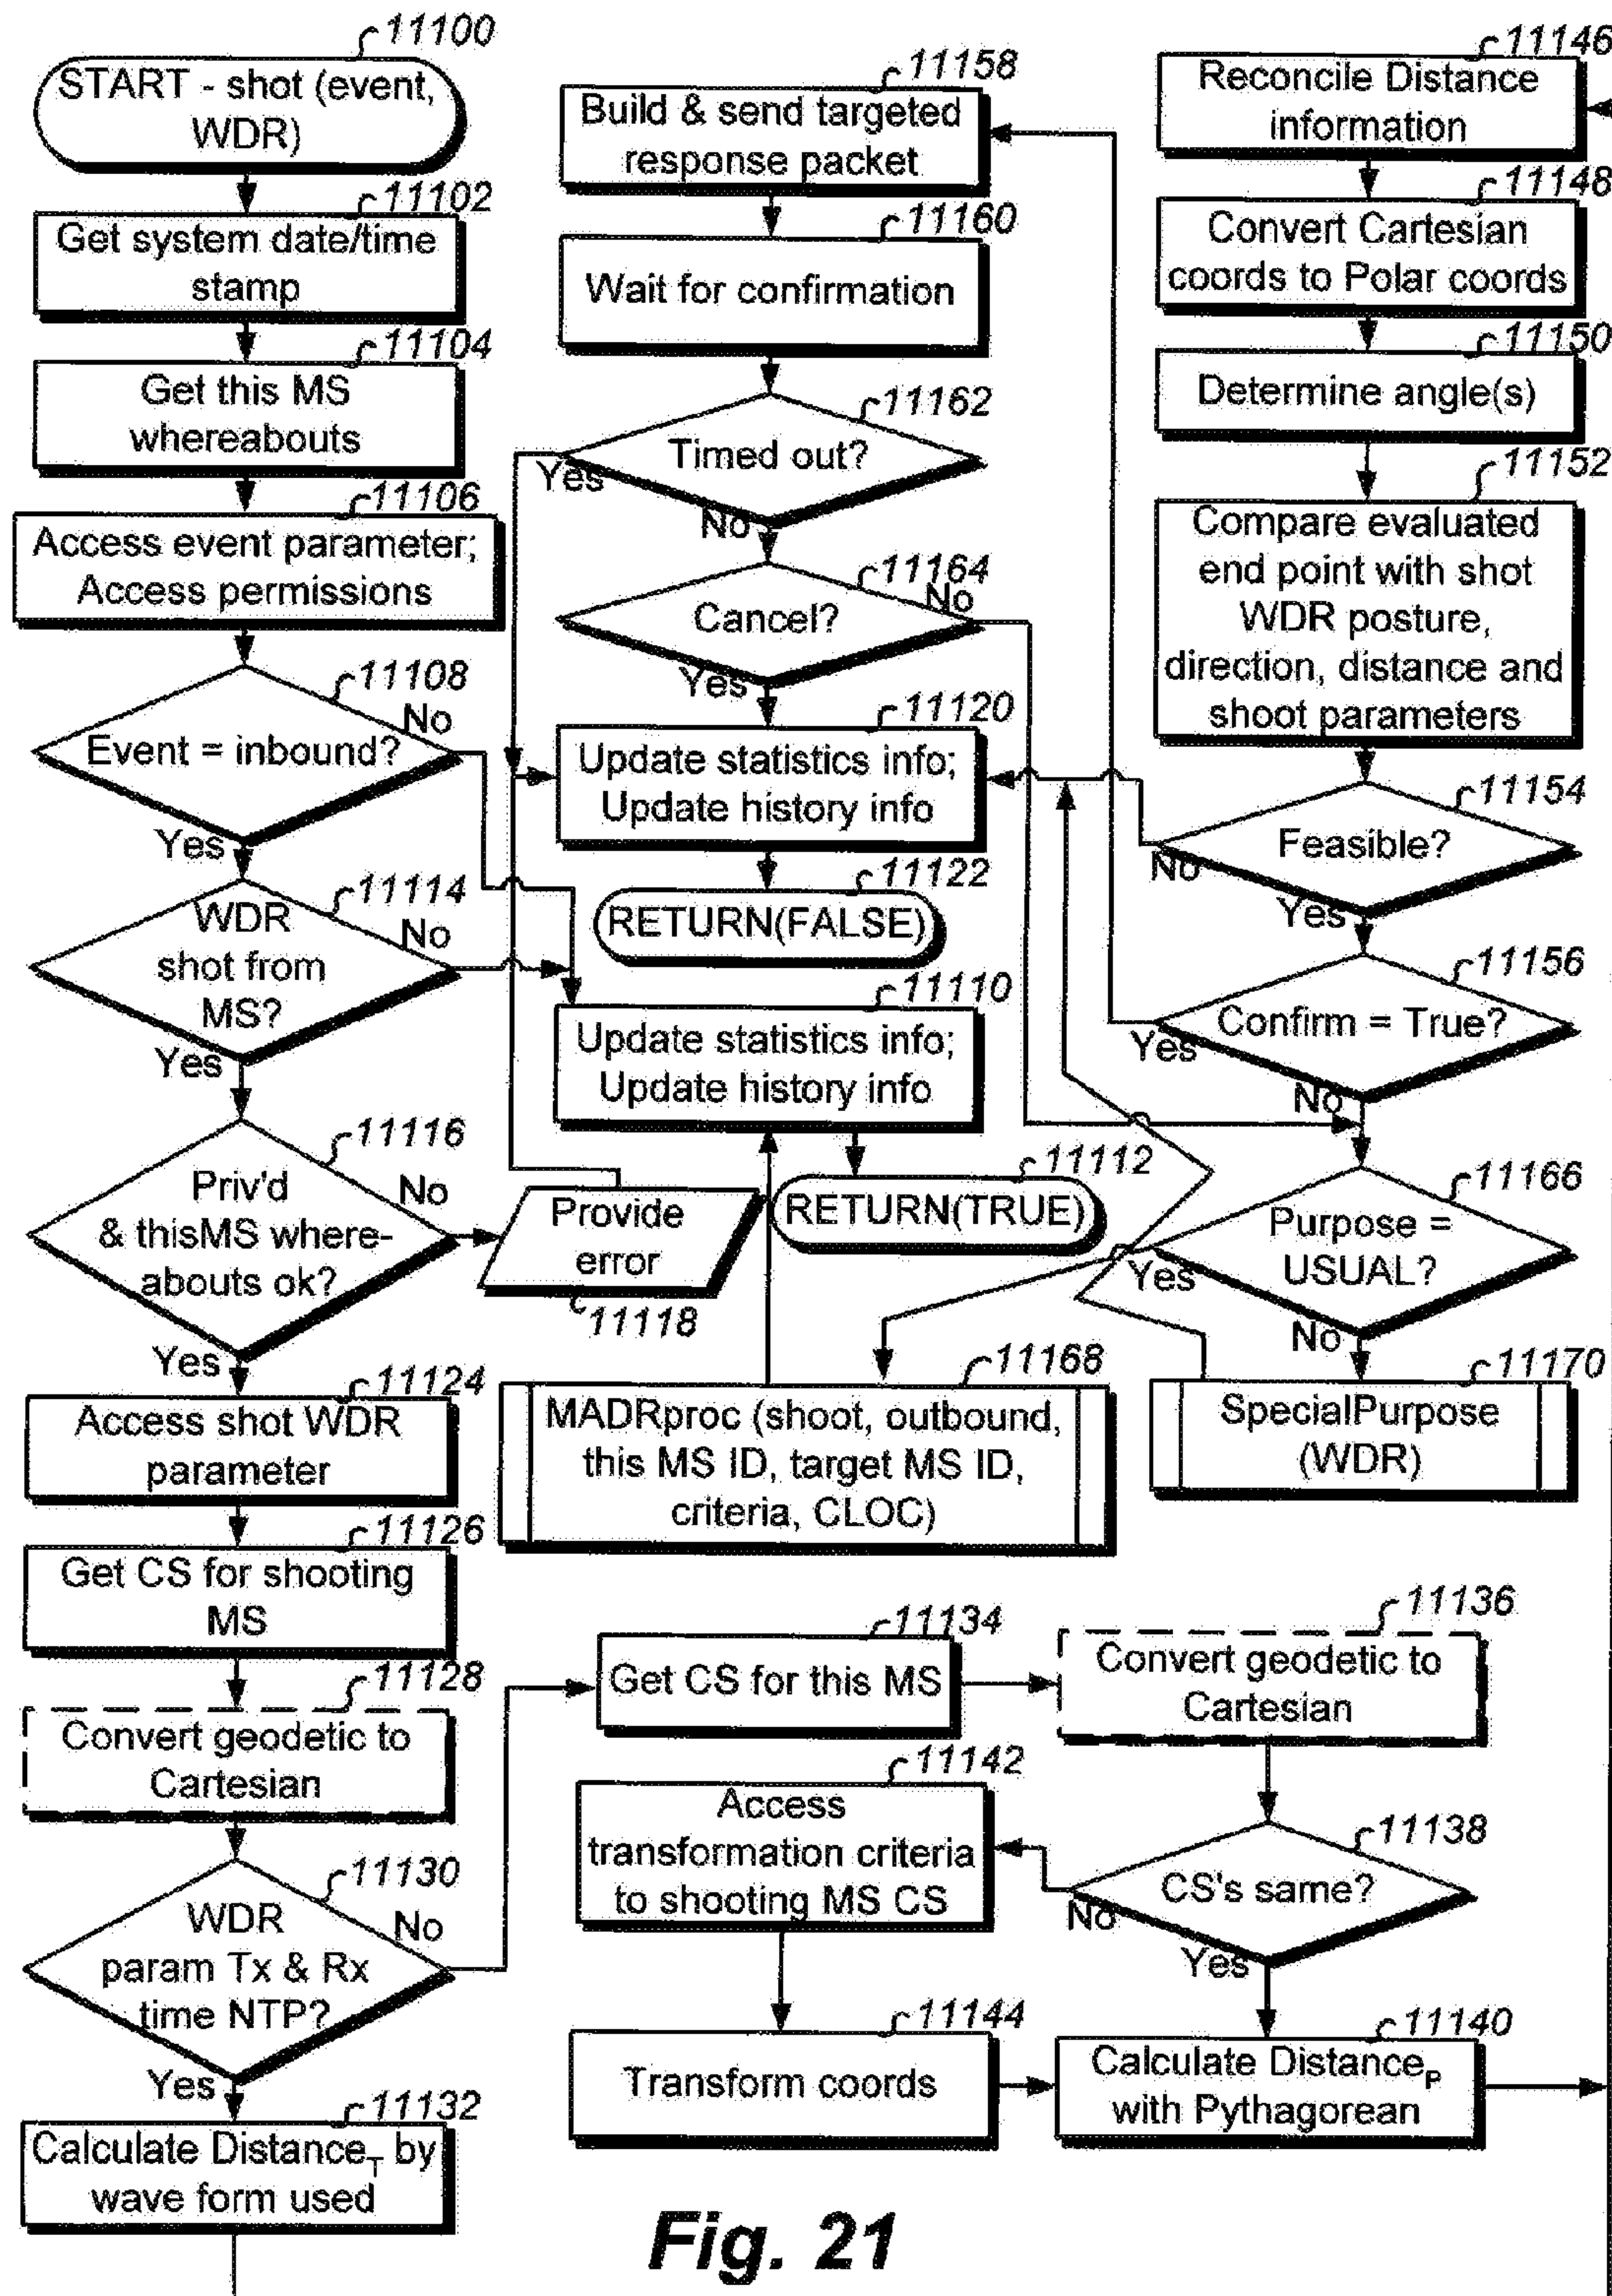 11100
START - shot (event,
WDR)
11102
Get system date/time
stamp
11104
Get this MS
whereabouts
11106
Access event parameter;
Access permissions
11108
No
Event = inbound?
Yes
11114
WDR
No
shot from
MS?
Yes
11116
Priv'd
No
& thisMS where-
abouts ok?
Yes
11124
Access shot WDR
parameter
11126
Get CS for shooting
MS
11128
Convert geodetic to
Cartesian
11130
WDR
No
param Tx & Rx
time NTP?
Yes
11132
Calculate DistanceT by
wave form used
11158
Build & send targeted
response packet
11160
Wait for confirmation
11162
Timed out?
Yes
No
11164
No
Cancel?
Yes
11120
Update statistics info;
Update history info
11122
RETURN(FALSE)
11110
Update statistics info;
Update history info
11112
RETURN(TRUE)
Provide
error
11118
11168
MADRproc (shoot, outbound,
this MS ID, target MS ID,
criteria, CLOC)
11134
Get CS for this MS
11142
Access
transformation criteria
to shooting MS CS
11144
Transform coords
11146
Reconcile Distance
information
11148
Convert Cartesian
coords to Polar coords
11150
Determine angle(s)
11152
Compare evaluated
end point with shot
WDR posture,
direction, distance and
shoot parameters
11154
Feasible?
No
Yes
11156
Confirm = True?
Yes
No
11166
Purpose =
USUAL?
Yes
No
11170
SpecialPurpose
(WDR)
11136
Convert geodetic to
Cartesian
11138
CS's same?
No
Yes
11140
Calculate DistanceP
with Pythagorean
Fig. 21